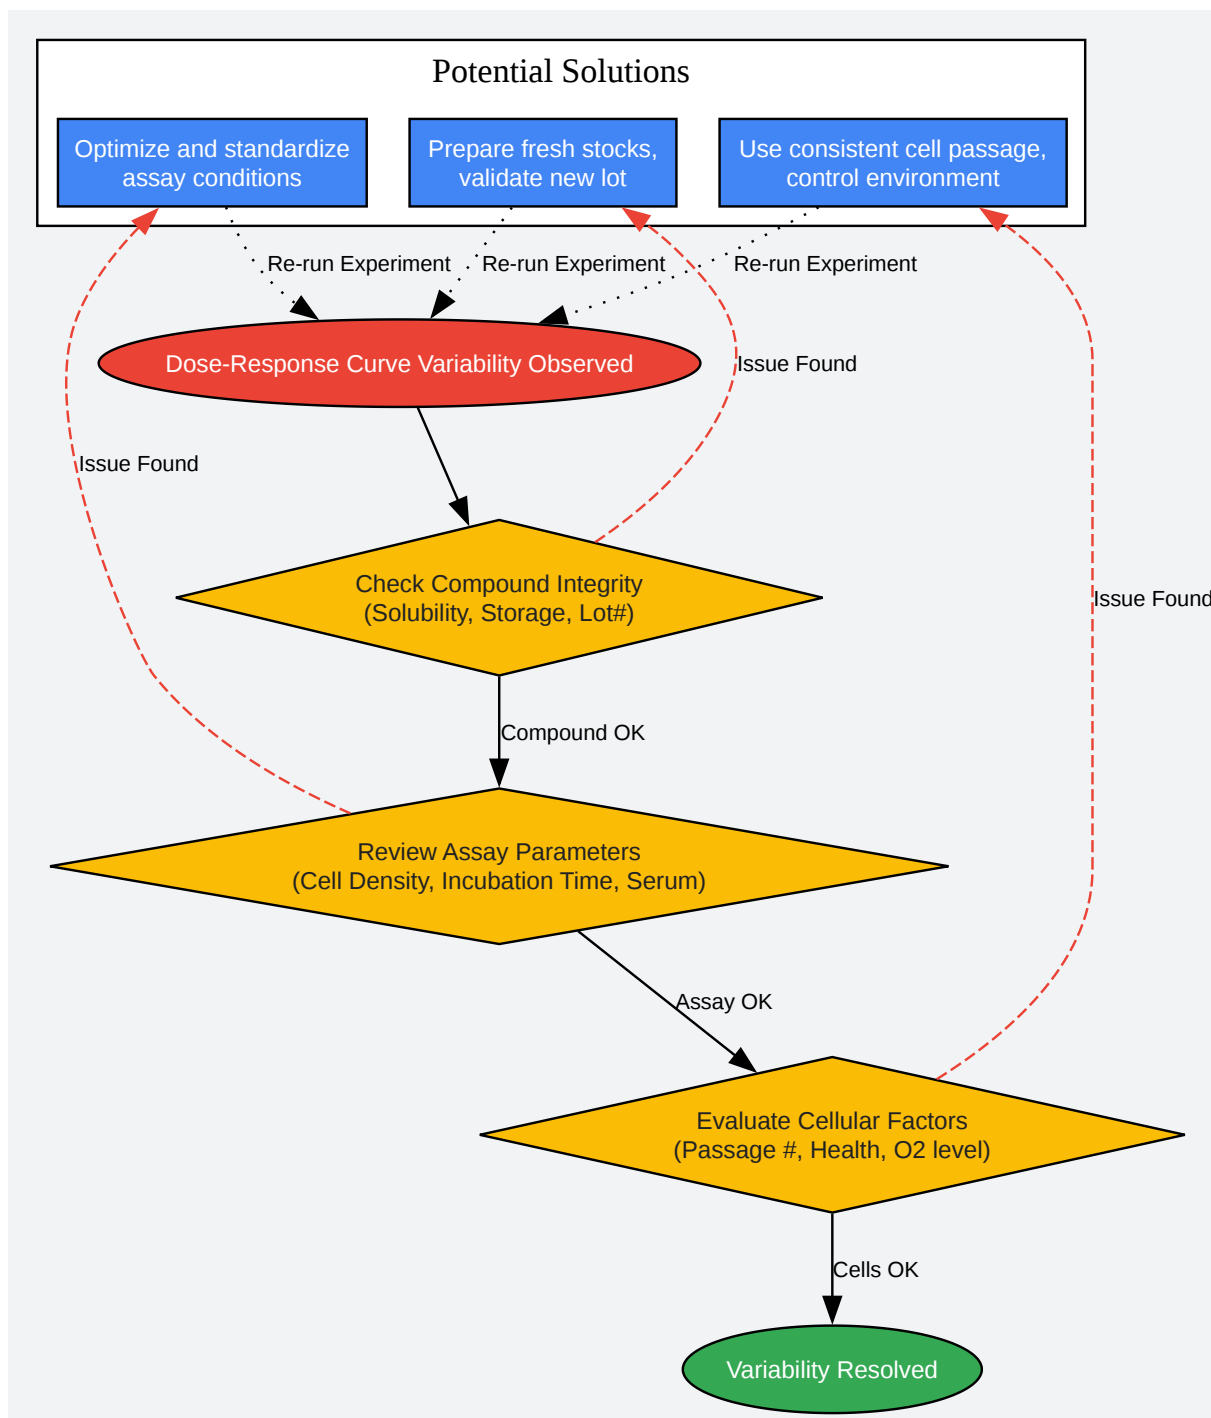 Potential Solutions
Optimize and standardize
assay conditions
Prepare fresh stocks,
validate new lot
Use consistent cell passage,
control environment
Re-run Experiment
Re-run Experiment
Re-run Experiment
Dose-Response Curve Variability Observed
Issue Found
Issue Found
Check Compound Integrity
(Solubility, Storage, Lot#)
Issue Found
Compound OK
Review Assay Parameters
(Cell Density, Incubation Time, Serum)
Assay OK
Evaluate Cellular Factors
(Passage #, Health, O2 level)
Cells OK
Variability Resolved